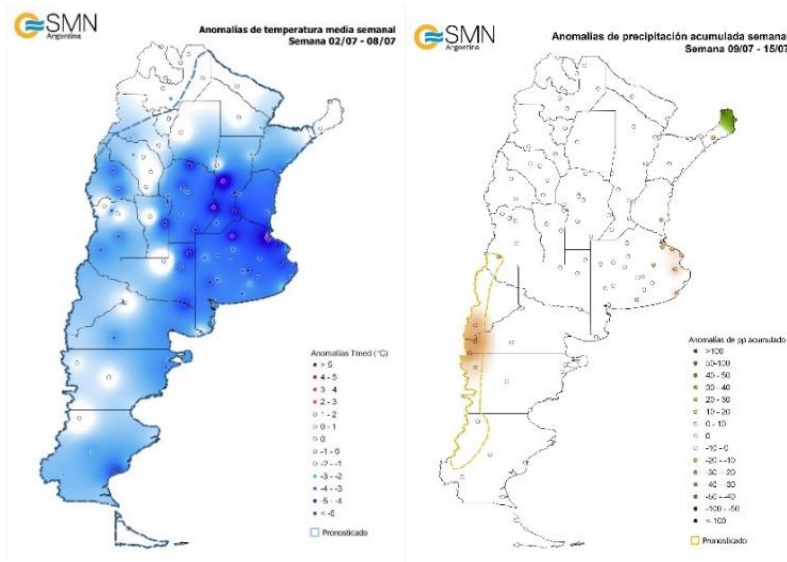 SMN
Argentina
Anomalías de temperatura media semanal
Semana 02/07 - 08/07
Anomalías Tmed (°C)
> 5
4 - 5
3 - 4
2 - 3
1 - 2
0 - 1
0
-1 - 0
-2 - -1
-3 - -2
-4 - -3
-5 - -4
Pronosticado
SMN
Argentina
Anomalías de precipitación acumulada semanal
Semana 09/07 - 15/07
Anomalías de pp acumulado
>100
50-100
40 - 50
30 - 40
20 - 30
10 - 20
0 - 10
0
-10 - 0
-20 - -10
-30 - -20
-40 - -30
-50 - -40
-100 - -50
<-100
Pronosticado